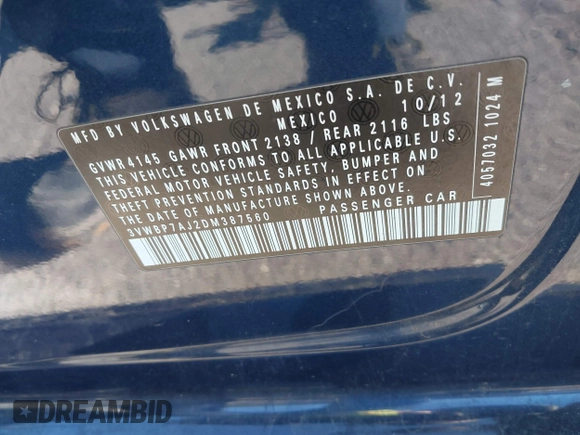 MFD BY VOLKSWAGEN DE MEXICO S.A. DE C.V.
MEXICO 10/12
GVWR 4145 GAWR FRONT 2138 / REAR 2116 LBS
THIS VEHICLE CONFORMS TO ALL APPLICABLE U.S.
FEDERAL MOTOR VEHICLE SAFETY, BUMPER AND
THEFT PREVENTION STANDARDS IN EFFECT ON
THE DATE OF MANUFACTURE SHOWN ABOVE.
3VWBP7AJ2DM387560 PASSENGER CAR
4057032 1024 M
DREAMBID